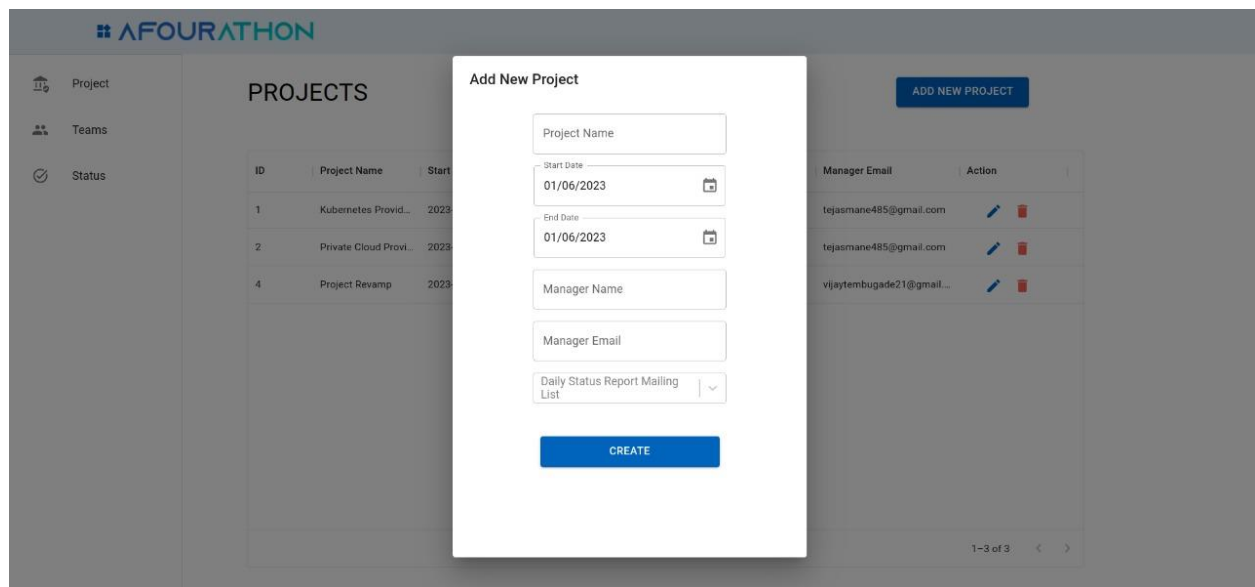 AFOURATHON
Project
Teams
Status
PROJECTS
ADD NEW PROJECT
ID Project Name Start Manager Email Action
1 Kubernetes Provid... 2023- tejasmane485@gmail.com
2 Private Cloud Provi... 2023- tejasmane485@gmail.com
4 Project Revamp 2023- vijaytembugade21@gmail....
1–3 of 3
Add New Project
Project Name
Start Date
01/06/2023
End Date
01/06/2023
Manager Name
Manager Email
Daily Status Report Mailing
List
CREATE